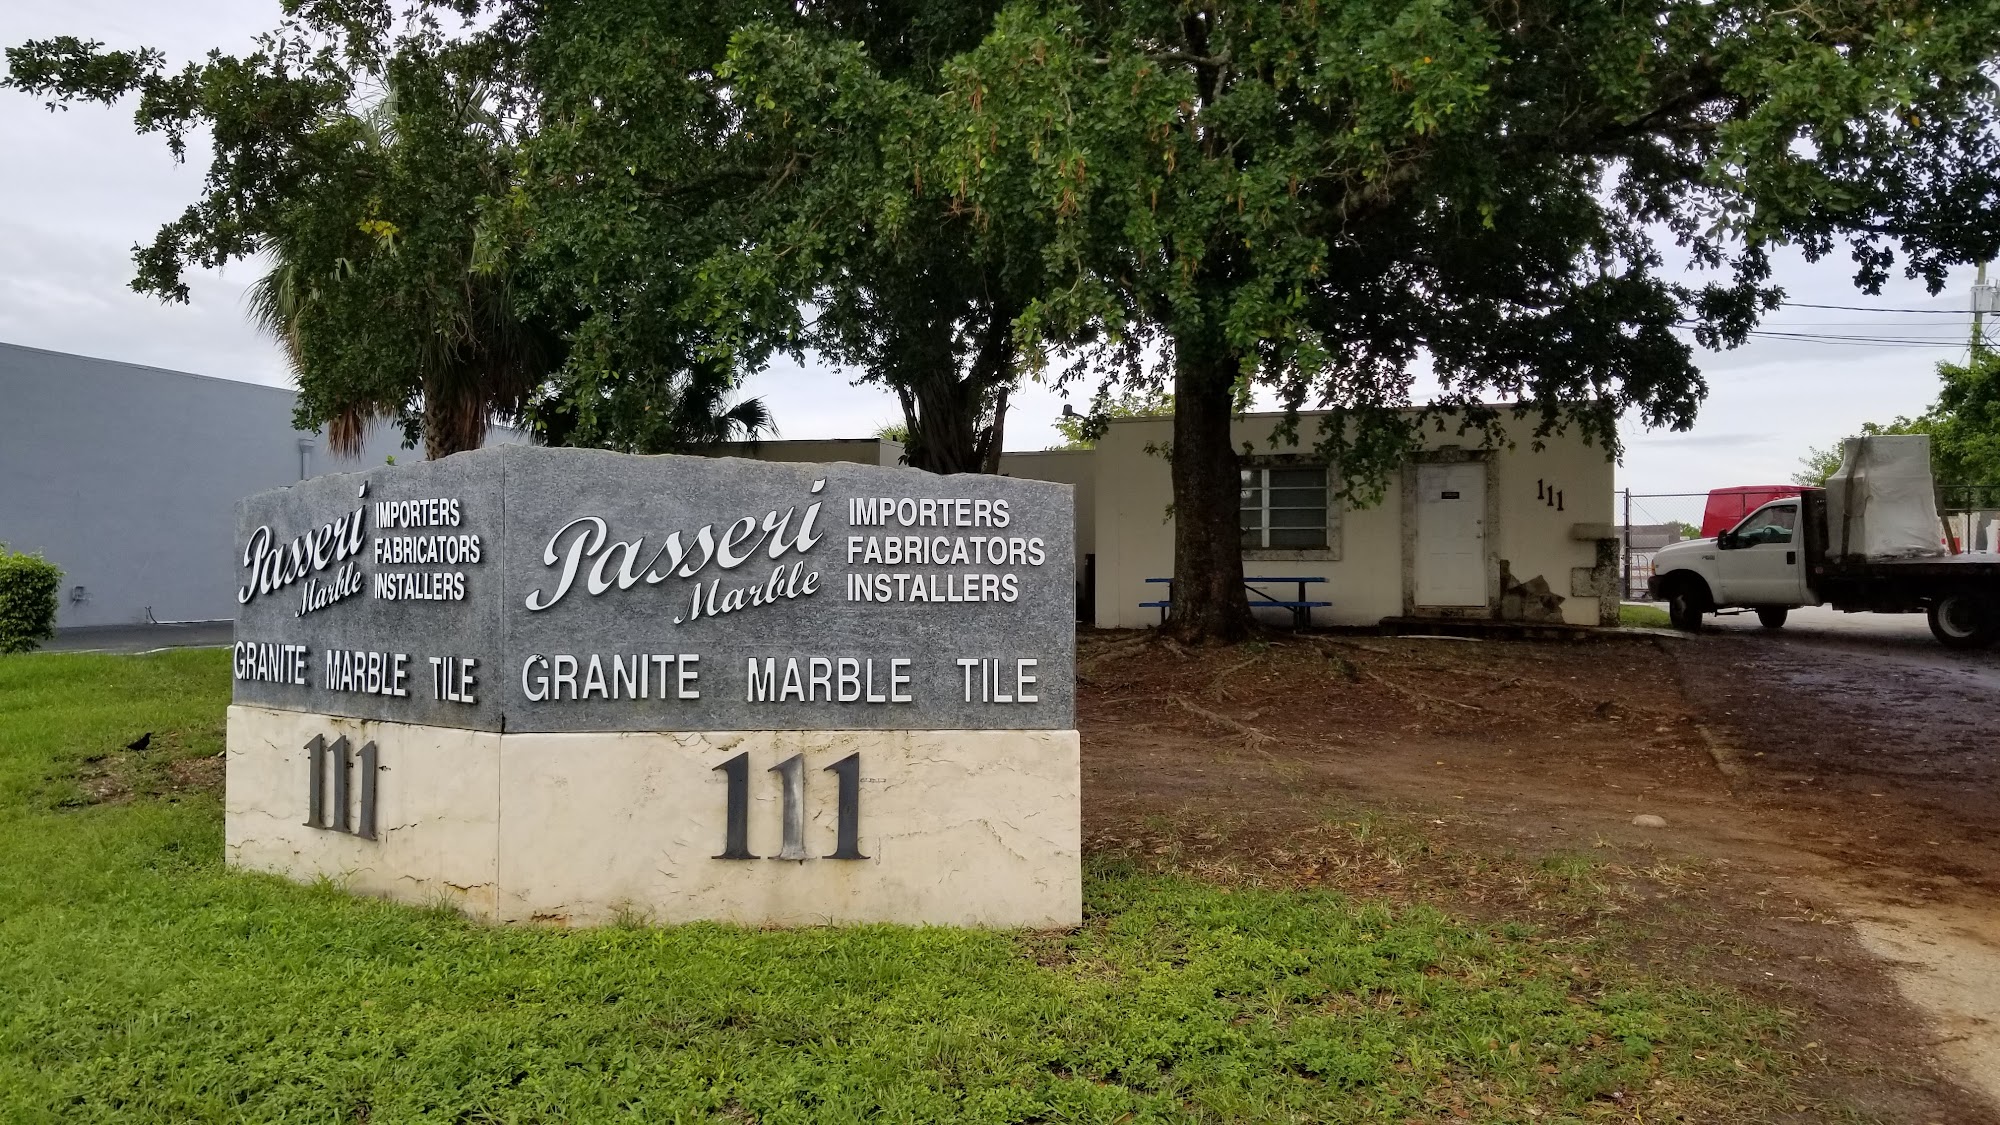 Passeri
Marble
IMPORTERS
FABRICATORS
INSTALLERS
GRANITE MARBLE TILE
111
Passeri
Marble
IMPORTERS
FABRICATORS
INSTALLERS
GRANITE MARBLE TILE
111
111